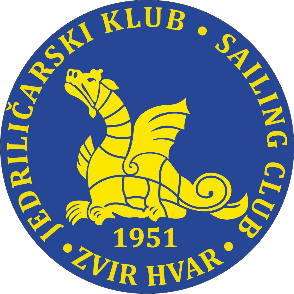 JEDRILIČARSKI KLUB • SAILING CLUB
• ZVIR HVAR •
1951